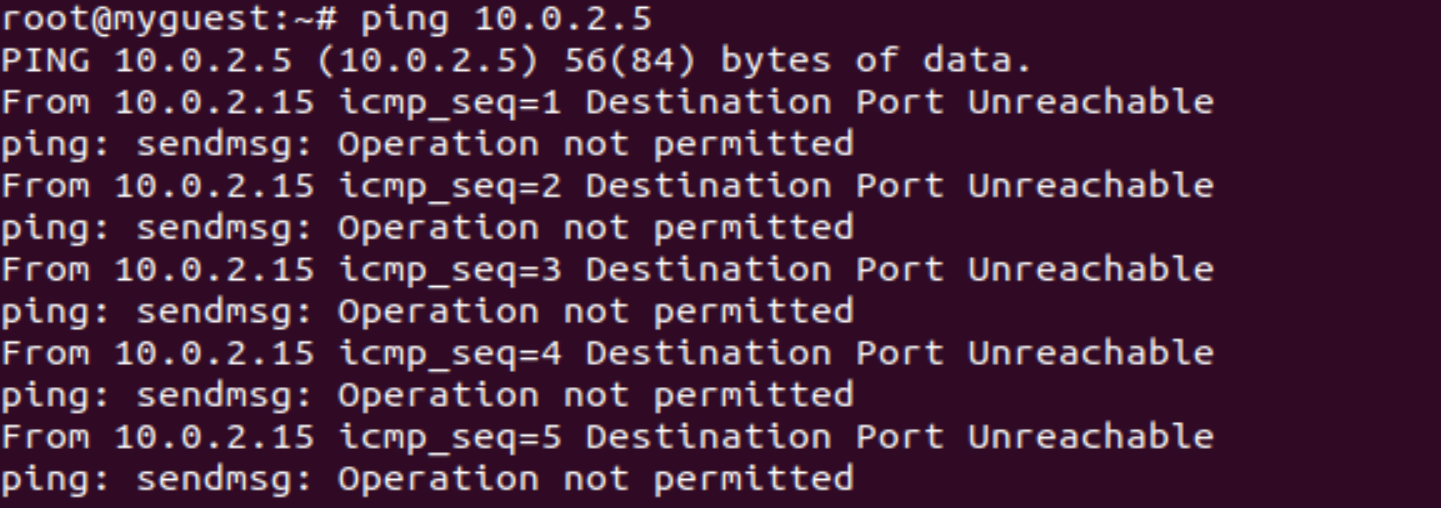 root@myguest:~# ping 10.0.2.5
PING 10.0.2.5 (10.0.2.5) 56(84) bytes of data.
From 10.0.2.15 icmp_seq=1 Destination Port Unreachable
ping: sendmsg: Operation not permitted
From 10.0.2.15 icmp_seq=2 Destination Port Unreachable
ping: sendmsg: Operation not permitted
From 10.0.2.15 icmp_seq=3 Destination Port Unreachable
ping: sendmsg: Operation not permitted
From 10.0.2.15 icmp_seq=4 Destination Port Unreachable
ping: sendmsg: Operation not permitted
From 10.0.2.15 icmp_seq=5 Destination Port Unreachable
ping: sendmsg: Operation not permitted